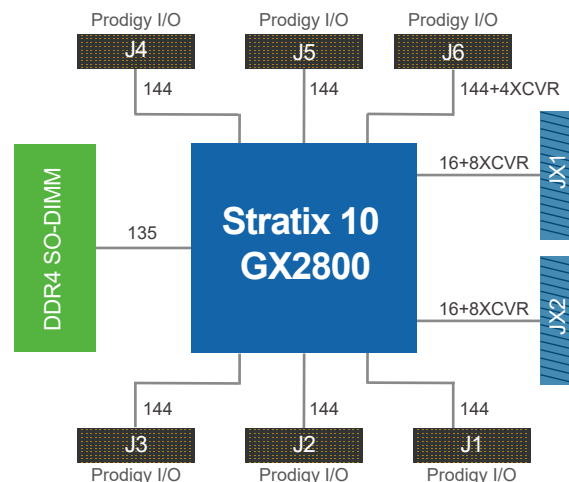 Prodigy I/O
Prodigy I/O
Prodigy I/O
J4
J5
J6
144
144
144+4XCVR
16+8XCVR
JX1
DDR4 SO-DIMM
135
Stratix 10
GX2800
16+8XCVR
JX2
144
144
144
J3
J2
J1
Prodigy I/O
Prodigy I/O
Prodigy I/O